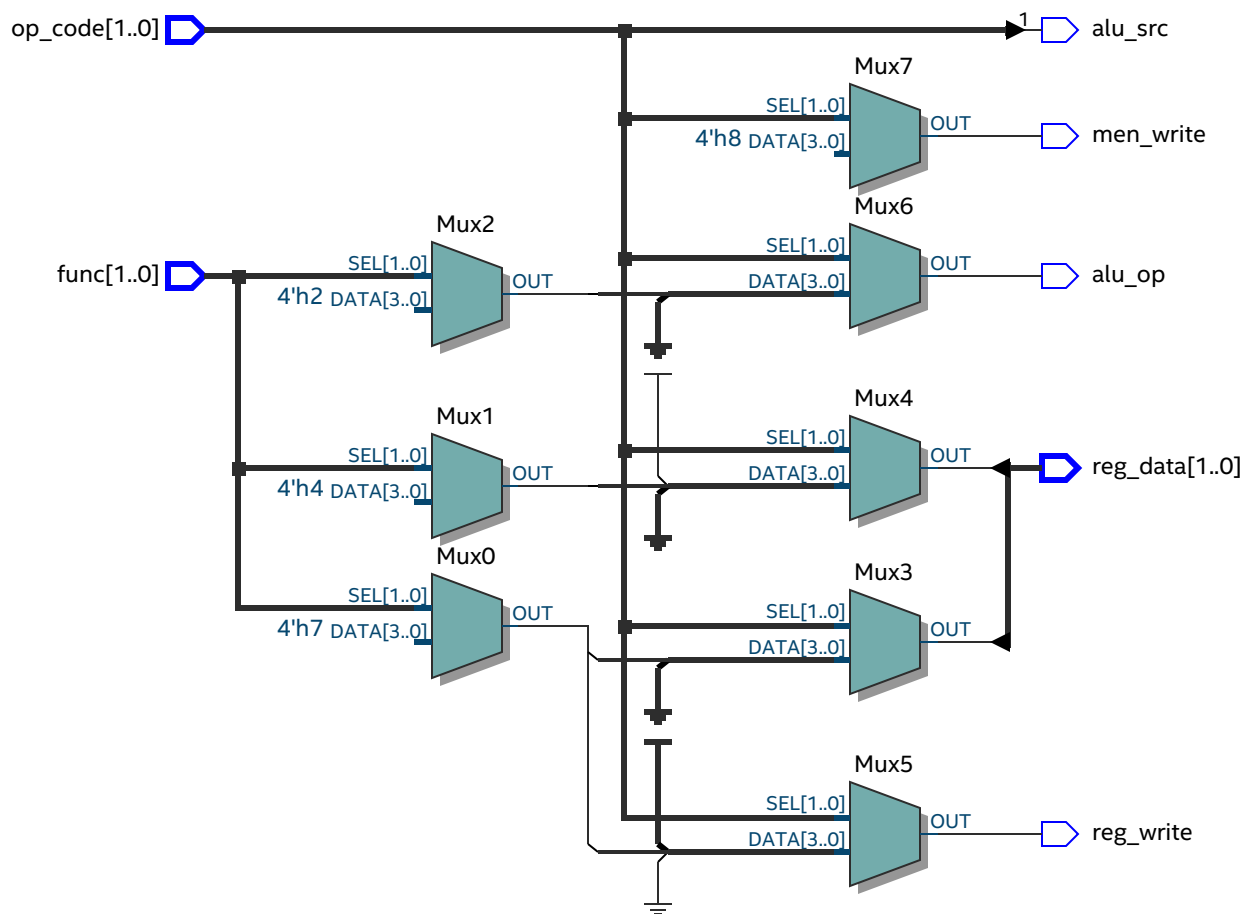 op_code[1..0]
1
alu_src
Mux7
SEL[1..0]
4'h8 DATA[3..0]
OUT
men_write
Mux2
SEL[1..0]
4'h2 DATA[3..0]
OUT
func[1..0]
Mux6
SEL[1..0]
DATA[3..0]
OUT
alu_op
Mux1
SEL[1..0]
4'h4 DATA[3..0]
OUT
Mux4
SEL[1..0]
DATA[3..0]
OUT
reg_data[1..0]
Mux0
SEL[1..0]
4'h7 DATA[3..0]
OUT
Mux3
SEL[1..0]
DATA[3..0]
OUT
Mux5
SEL[1..0]
DATA[3..0]
OUT
reg_write